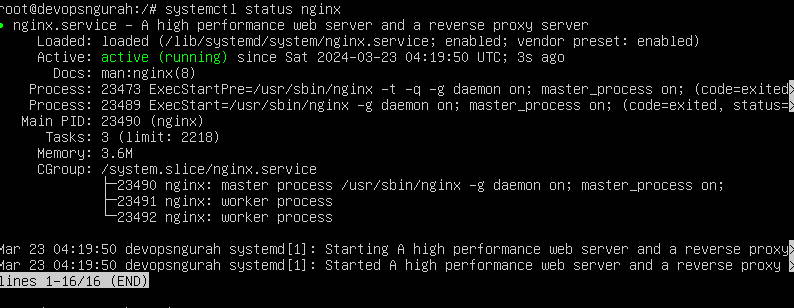 root@devopsngurah:/# systemctl status nginx
● nginx.service - A high performance web server and a reverse proxy server
Loaded: loaded (/lib/systemd/system/nginx.service; enabled; vendor preset: enabled)
Active: active (running) since Sat 2024-03-23 04:19:50 UTC; 3s ago
Docs: man:nginx(8)
Process: 23473 ExecStartPre=/usr/sbin/nginx -t -q -g daemon on; master_process on; (code=exited>
Process: 23489 ExecStart=/usr/sbin/nginx -g daemon on; master_process on; (code=exited, status=>
Main PID: 23490 (nginx)
Tasks: 3 (limit: 2218)
Memory: 3.6M
CGroup: /system.slice/nginx.service
├─23490 nginx: master process /usr/sbin/nginx -g daemon on; master_process on;
├─23491 nginx: worker process
└─23492 nginx: worker process
Mar 23 04:19:50 devopsngurah systemd[1]: Starting A high performance web server and a reverse proxy>
Mar 23 04:19:50 devopsngurah systemd[1]: Started A high performance web server and a reverse proxy >
lines 1-16/16 (END)